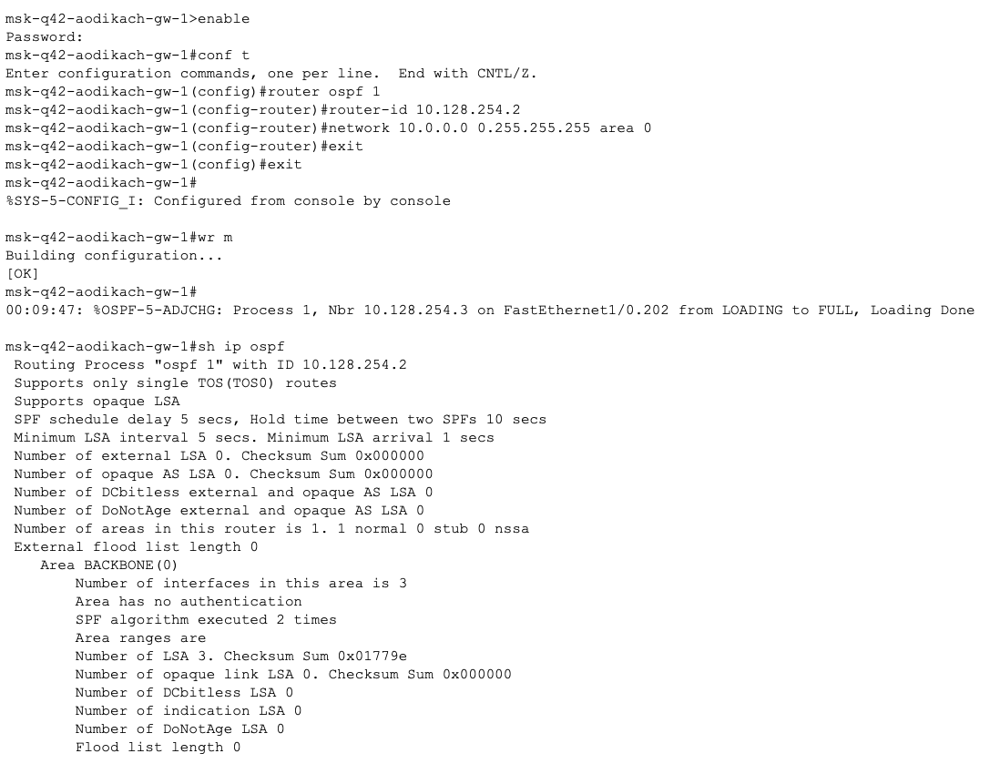 msk-q42-aodikach-gw-1>enable
Password:
msk-q42-aodikach-gw-1#conf t
Enter configuration commands, one per line.  End with CNTL/Z.
msk-q42-aodikach-gw-1(config)#router ospf 1
msk-q42-aodikach-gw-1(config-router)#router-id 10.128.254.2
msk-q42-aodikach-gw-1(config-router)#network 10.0.0.0 0.255.255.255 area 0
msk-q42-aodikach-gw-1(config-router)#exit
msk-q42-aodikach-gw-1(config)#exit
msk-q42-aodikach-gw-1#
%SYS-5-CONFIG_I: Configured from console by console

msk-q42-aodikach-gw-1#wr m
Building configuration...
[OK]
msk-q42-aodikach-gw-1#
00:09:47: %OSPF-5-ADJCHG: Process 1, Nbr 10.128.254.3 on FastEthernet1/0.202 from LOADING to FULL, Loading Done

msk-q42-aodikach-gw-1#sh ip ospf
 Routing Process "ospf 1" with ID 10.128.254.2
 Supports only single TOS(TOS0) routes
 Supports opaque LSA
 SPF schedule delay 5 secs, Hold time between two SPFs 10 secs
 Minimum LSA interval 5 secs. Minimum LSA arrival 1 secs
 Number of external LSA 0. Checksum Sum 0x000000
 Number of opaque AS LSA 0. Checksum Sum 0x000000
 Number of DCbitless external and opaque AS LSA 0
 Number of DoNotAge external and opaque AS LSA 0
 Number of areas in this router is 1. 1 normal 0 stub 0 nssa
 External flood list length 0
    Area BACKBONE(0)
        Number of interfaces in this area is 3
        Area has no authentication
        SPF algorithm executed 2 times
        Area ranges are
        Number of LSA 3. Checksum Sum 0x01779e
        Number of opaque link LSA 0. Checksum Sum 0x000000
        Number of DCbitless LSA 0
        Number of indication LSA 0
        Number of DoNotAge LSA 0
        Flood list length 0